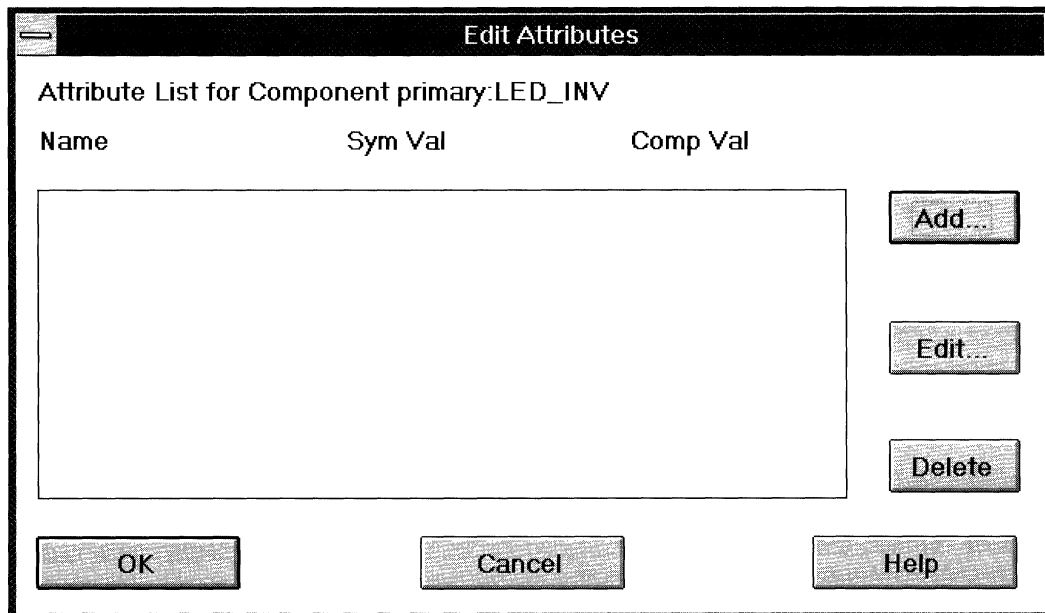 Edit Attributes
Attribute List for Component primary:LED_INV
Name Sym Val Comp Val
Add...
Edit...
Delete
OK Cancel Help